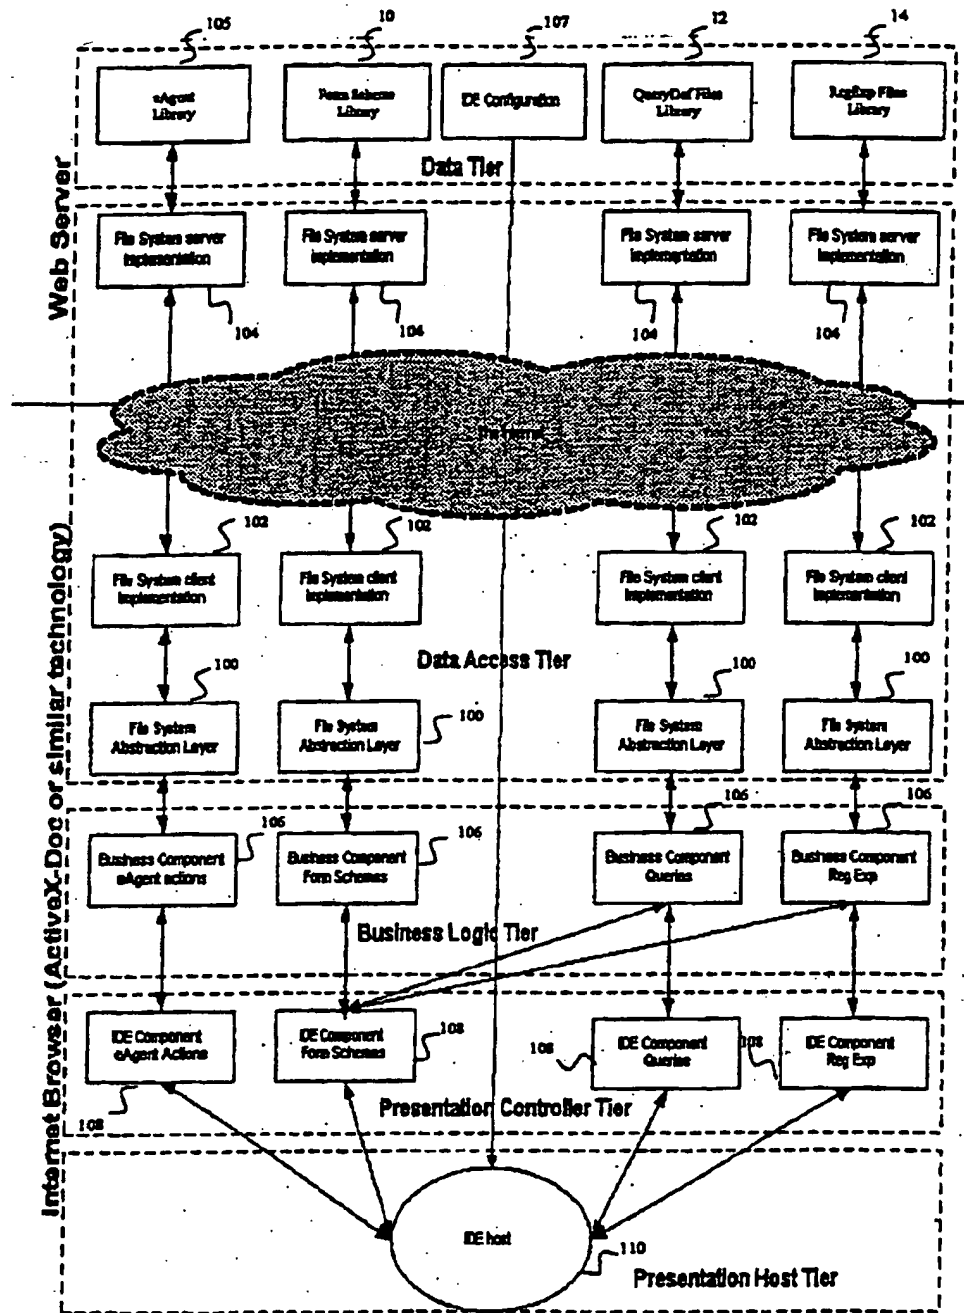 105
10
107
12
14
eAgent
Library
Form Scheme
Library
IDE Configuration
QueryDef Files
Library
RegExp Files
Library
Data Tier
Web Server
File System server
implementation
File System server
implementation
File System server
implementation
File System server
implementation
104
104
104
104
102
102
102
102
File System client
implementation
File System client
implementation
File System client
implementation
File System client
implementation
Data Access Tier
100
100
100
100
File System
Abstraction Layer
File System
Abstraction Layer
File System
Abstraction Layer
File System
Abstraction Layer
Internet Browser (ActiveX-Doc or similar technology)
106
106
106
106
Business Component
eAgent actions
Business Component
Form Schemes
Business Component
Queries
Business Component
Reg Exp
Business Logic Tier
IDE Component
eAgent Actions
IDE Component
Form Schemes
IDE Component
Queries
IDE Component
Reg Exp
108
108
108
108
Presentation Controller Tier
IDE host
110
Presentation Host Tier